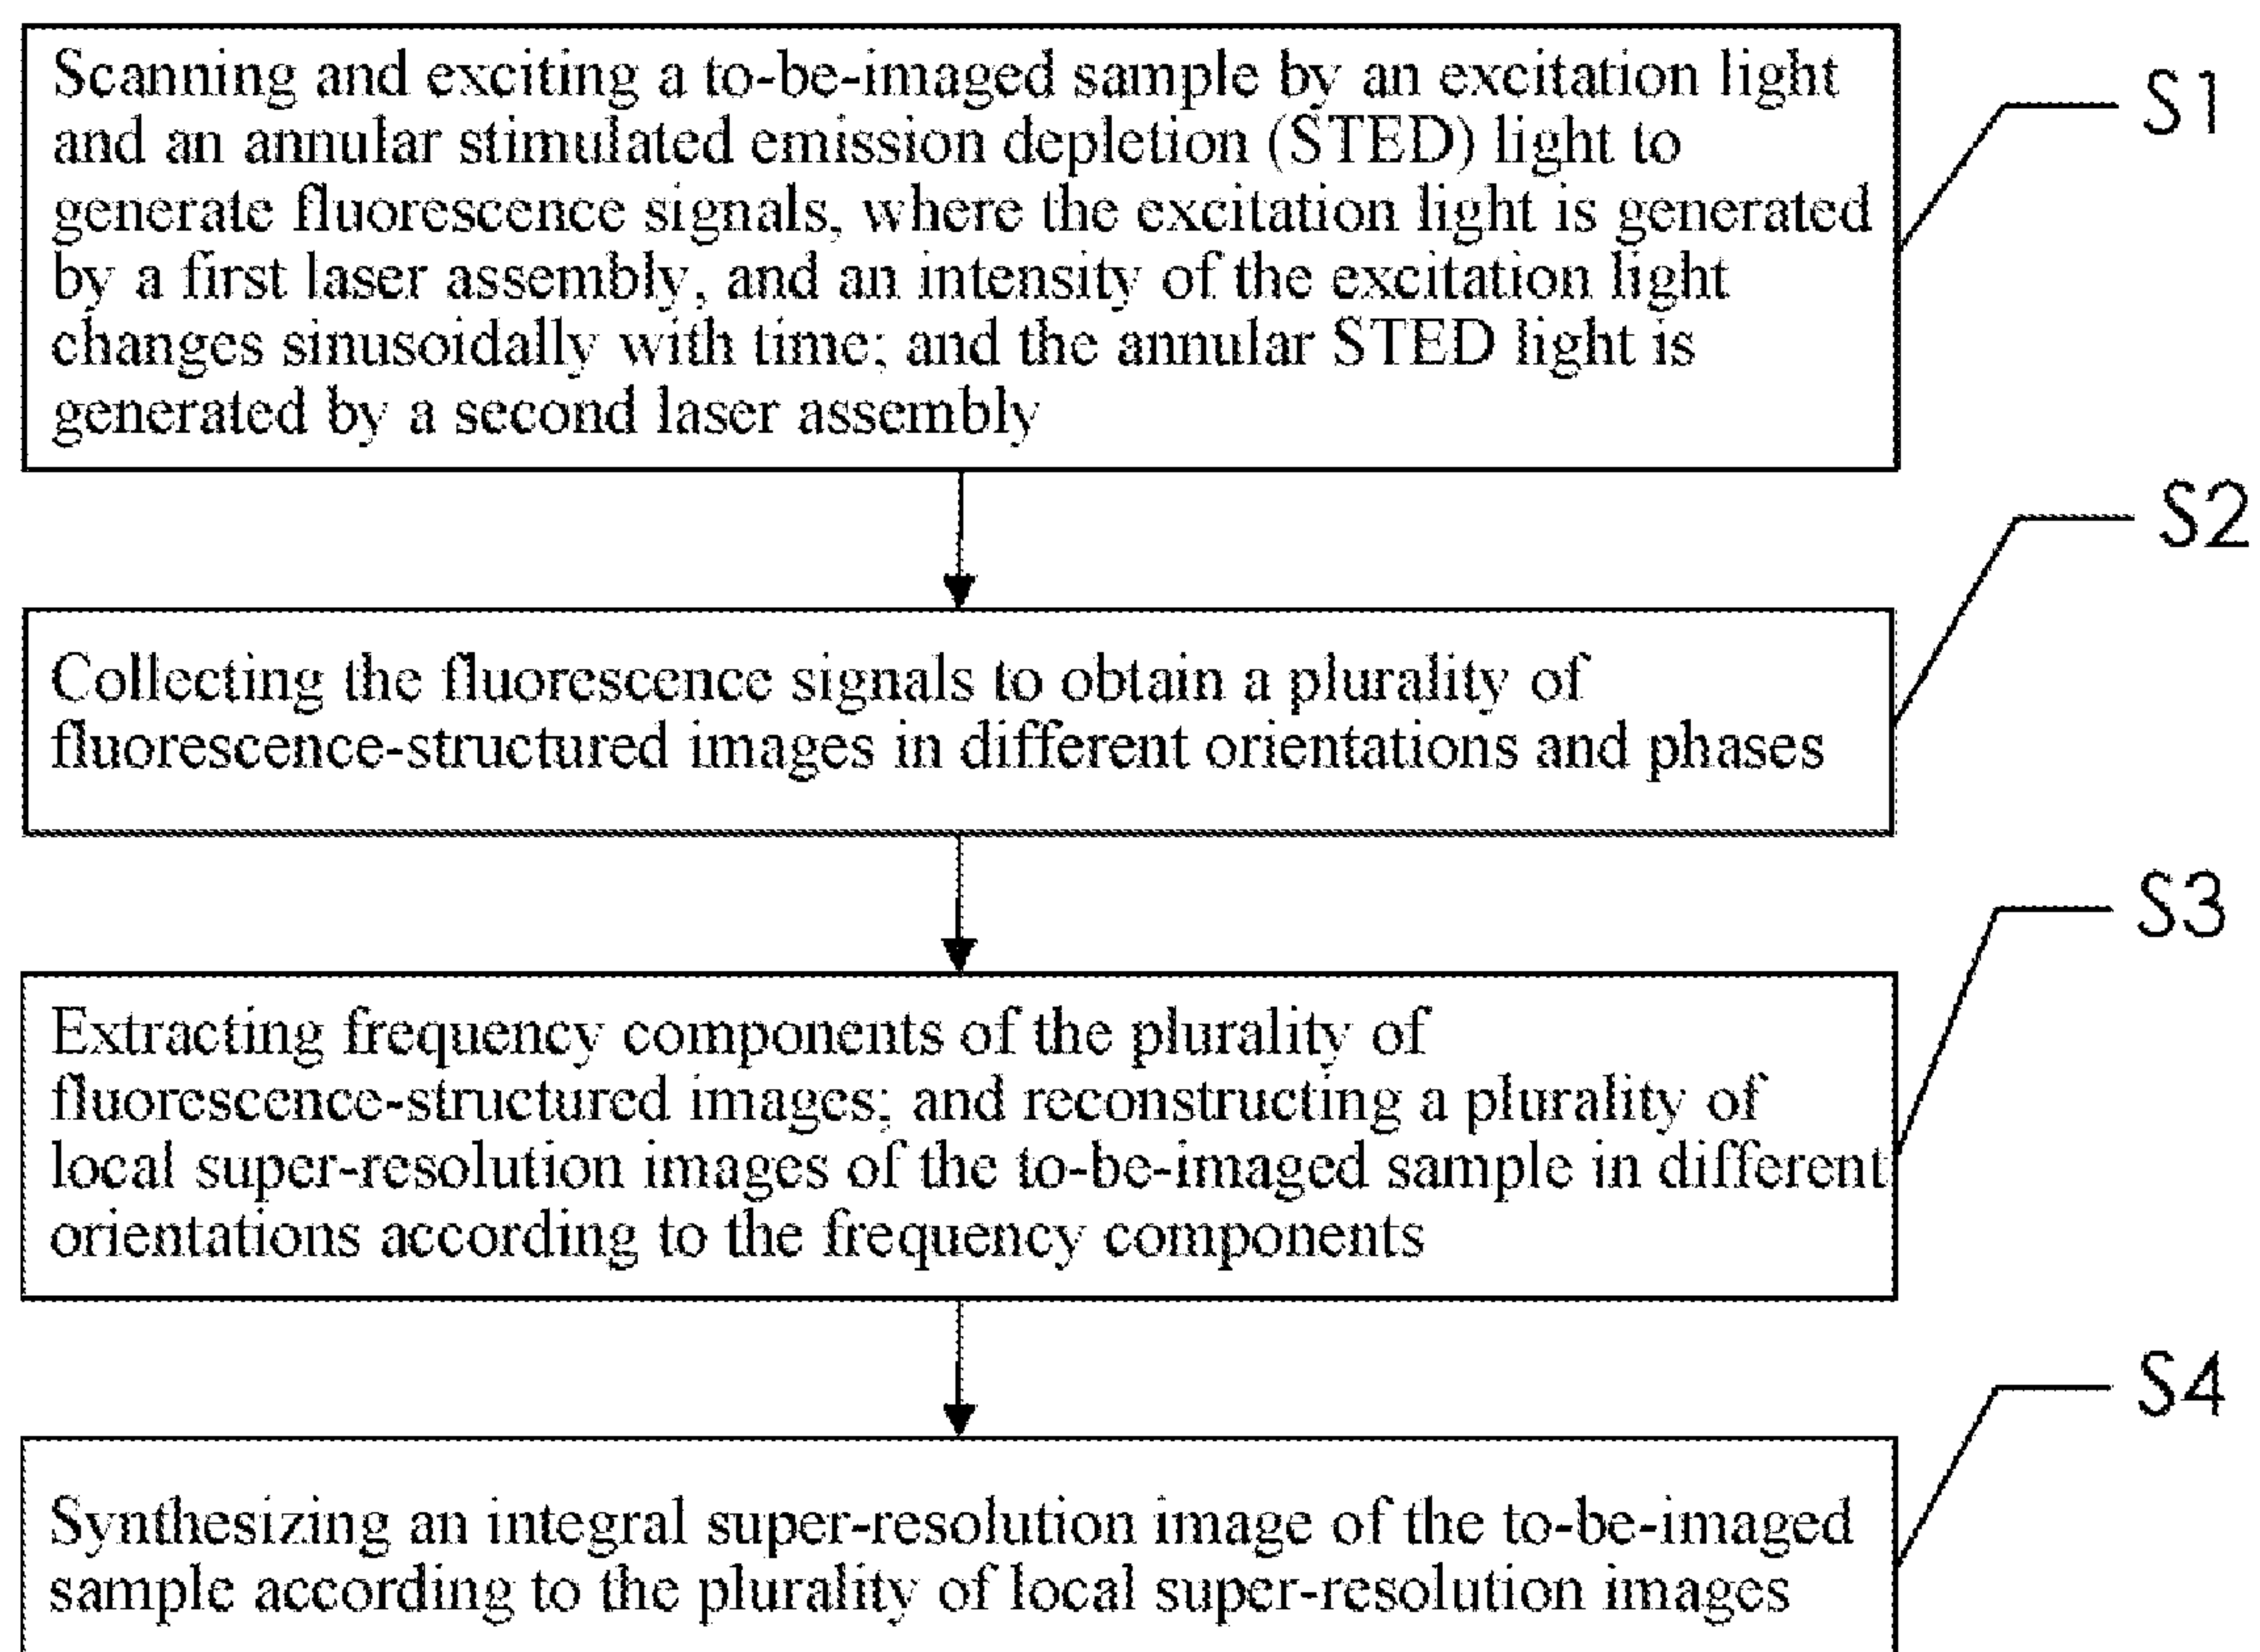 Scanning and exciting a to-be-imaged sample by an excitation light
and an annular stimulated emission depletion (STED) light to
generate fluorescence signals, where the excitation light is generated
by a first laser assembly, and an intensity of the excitation light
changes sinusoidally with time; and the annular STED light is
generated by a second laser assembly
S1
Collecting the fluorescence signals to obtain a plurality of
fluorescence-structured images in different orientations and phases
S2
Extracting frequency components of the plurality of
fluorescence-structured images; and reconstructing a plurality of
local super-resolution images of the to-be-imaged sample in different
orientations according to the frequency components
S3
Synthesizing an integral super-resolution image of the to-be-imaged
sample according to the plurality of local super-resolution images
S4